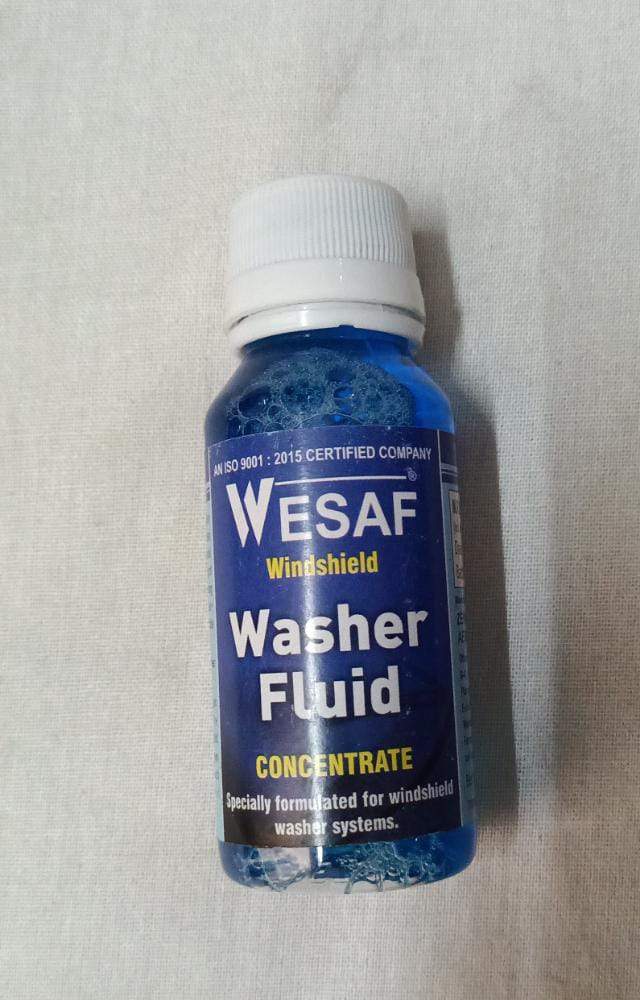 AN ISO 9001 : 2015 CERTIFIED COMPANY
WESAF®
Windshield
Washer
Fluid
CONCENTRATE
Specially formulated for windshield
washer systems.